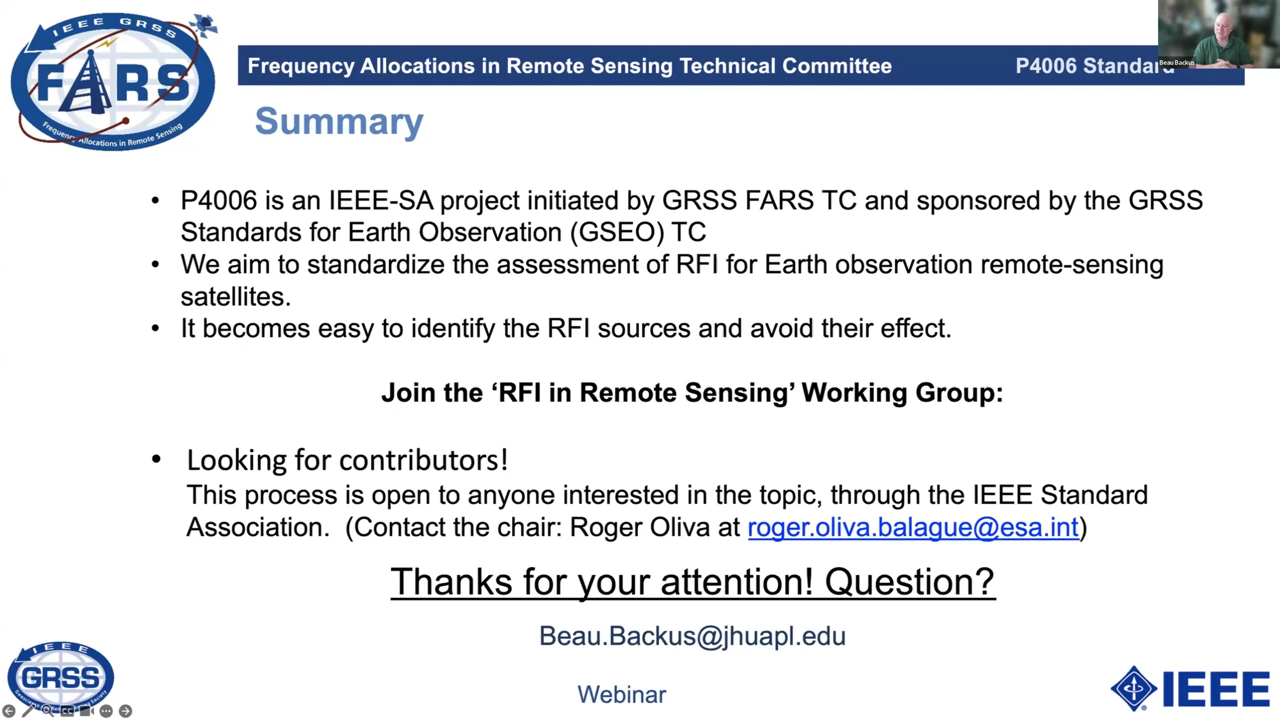 IEEE GRSS
FARS
Frequency Allocations in Remote Sensing
Frequency Allocations in Remote Sensing Technical Committee
P4006 Standard
Beau Backus
Summary
• P4006 is an IEEE-SA project initiated by GRSS FARS TC and sponsored by the GRSS
Standards for Earth Observation (GSEO) TC
• We aim to standardize the assessment of RFI for Earth observation remote-sensing
satellites.
• It becomes easy to identify the RFI sources and avoid their effect.
Join the ‘RFI in Remote Sensing’ Working Group:
• Looking for contributors!
This process is open to anyone interested in the topic, through the IEEE Standard
Association. (Contact the chair: Roger Oliva at roger.oliva.balague@esa.int)
Thanks for your attention! Question?
Beau.Backus@jhuapl.edu
Webinar
IEEE
GRSS
IEEE